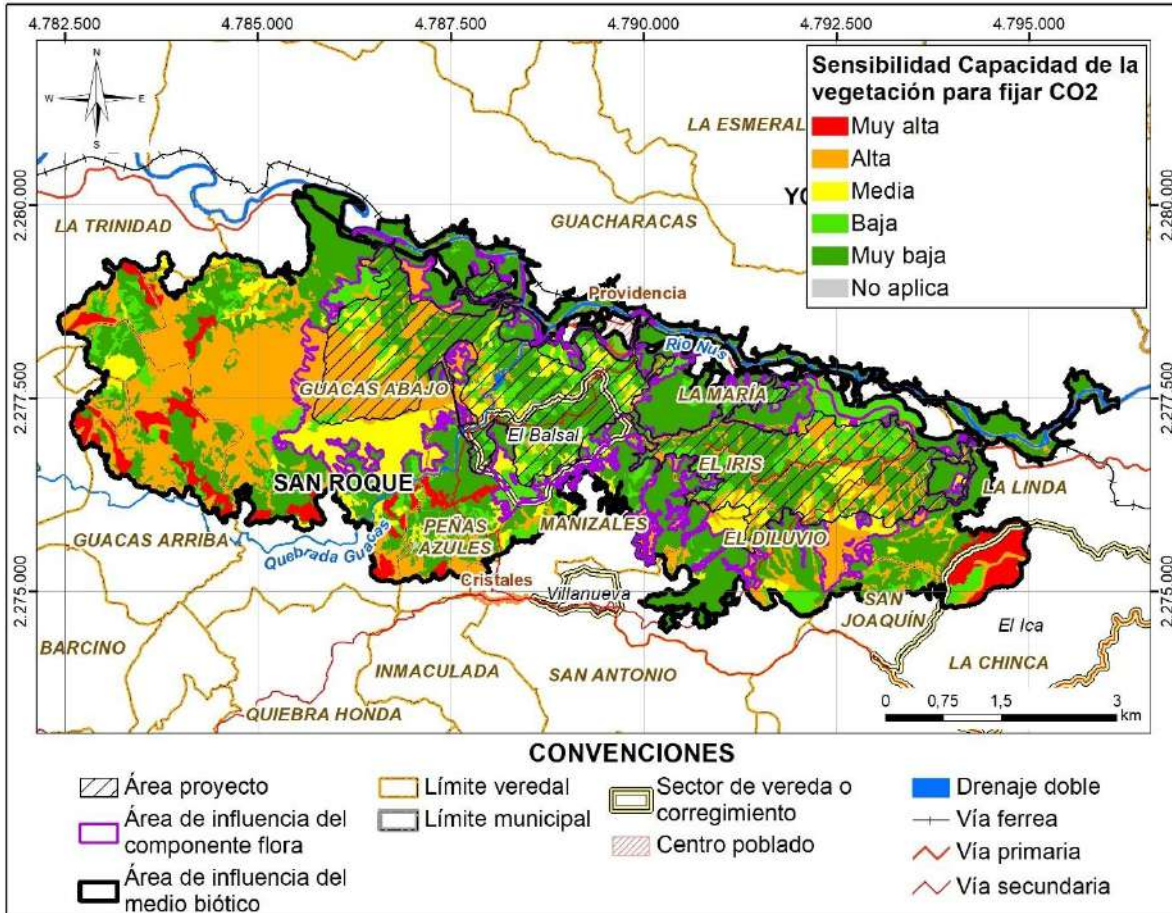 4.782.500
4.785.000
4.787.500
4.790.000
4.792.500
4.795.000
N
W
E
S
Sensibilidad Capacidad de la
vegetación para fijar CO2
Muy alta
Alta
Media
Baja
Muy baja
No aplica
LA ESMERAL
YO
2.280.000
2.280.000
LA TRINIDAD
GUACHARACAS
Providencia
Rio Nus
2.277.500
2.277.500
GUACAS ABAJO
LA MARÍA
El Balsal
EL IRIS
SAN ROQUE
LA LINDA
PEÑAS
AZULES
MANIZALES
EL DILUVIO
GUACAS ARRIBA
Quebrada Guacas
2.275.000
2.275.000
Cristales
Villanueva
SAN
JOAQUÍN
El Ica
BARCINO
INMACULADA
SAN ANTONIO
LA CHINCA
QUIEBRA HONDA
0 0,75 1,5 3
km
CONVENCIONES
Área proyecto
Área de influencia del
componente flora
Área de influencia del
medio biótico
Límite veredal
Límite municipal
Sector de vereda o
corregimiento
Centro poblado
Drenaje doble
Vía ferrea
Vía primaria
Vía secundaria